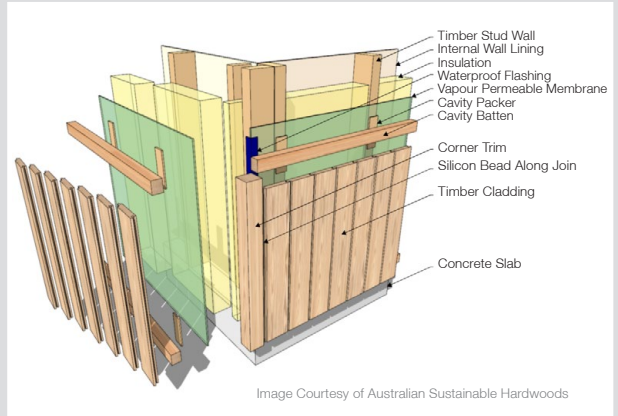 Timber Stud Wall
Internal Wall Lining
Insulation
Waterproof Flashing
Vapour Permeable Membrane
Cavity Packer
Cavity Batten
Corner Trim
Silicon Bead Along Join
Timber Cladding
Concrete Slab
Image Courtesy of Australian Sustainable Hardwoods